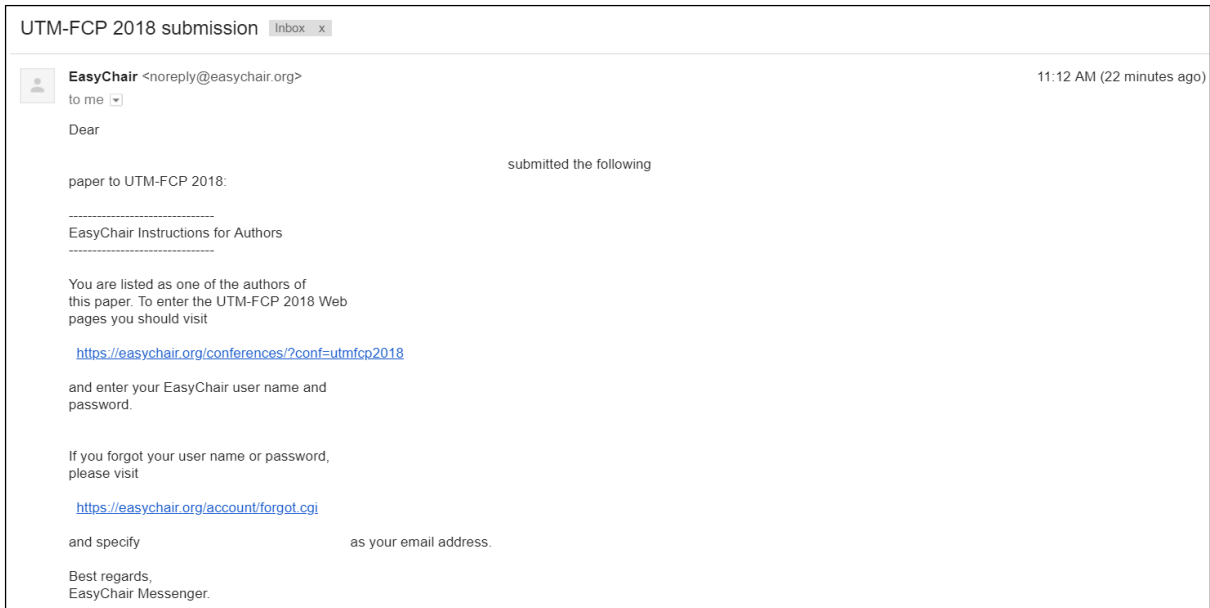 UTM-FCP 2018 submission Inbox x
EasyChair <noreply@easychair.org> 11:12 AM (22 minutes ago)
to me
Dear
submitted the following
paper to UTM-FCP 2018:
-------------------------------
EasyChair Instructions for Authors
-------------------------------
You are listed as one of the authors of
this paper. To enter the UTM-FCP 2018 Web
pages you should visit
https://easychair.org/conferences/?conf=utmfcp2018
and enter your EasyChair user name and
password.
If you forgot your user name or password,
please visit
https://easychair.org/account/forgot.cgi
and specify as your email address.
Best regards,
EasyChair Messenger.